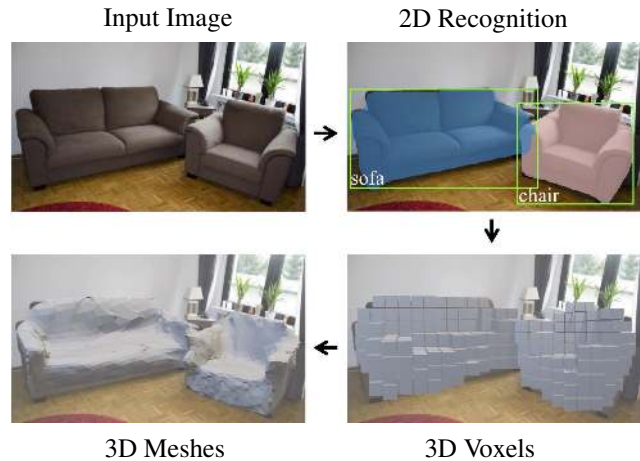 Input Image
2D Recognition
sofa
chair
3D Meshes
3D Voxels